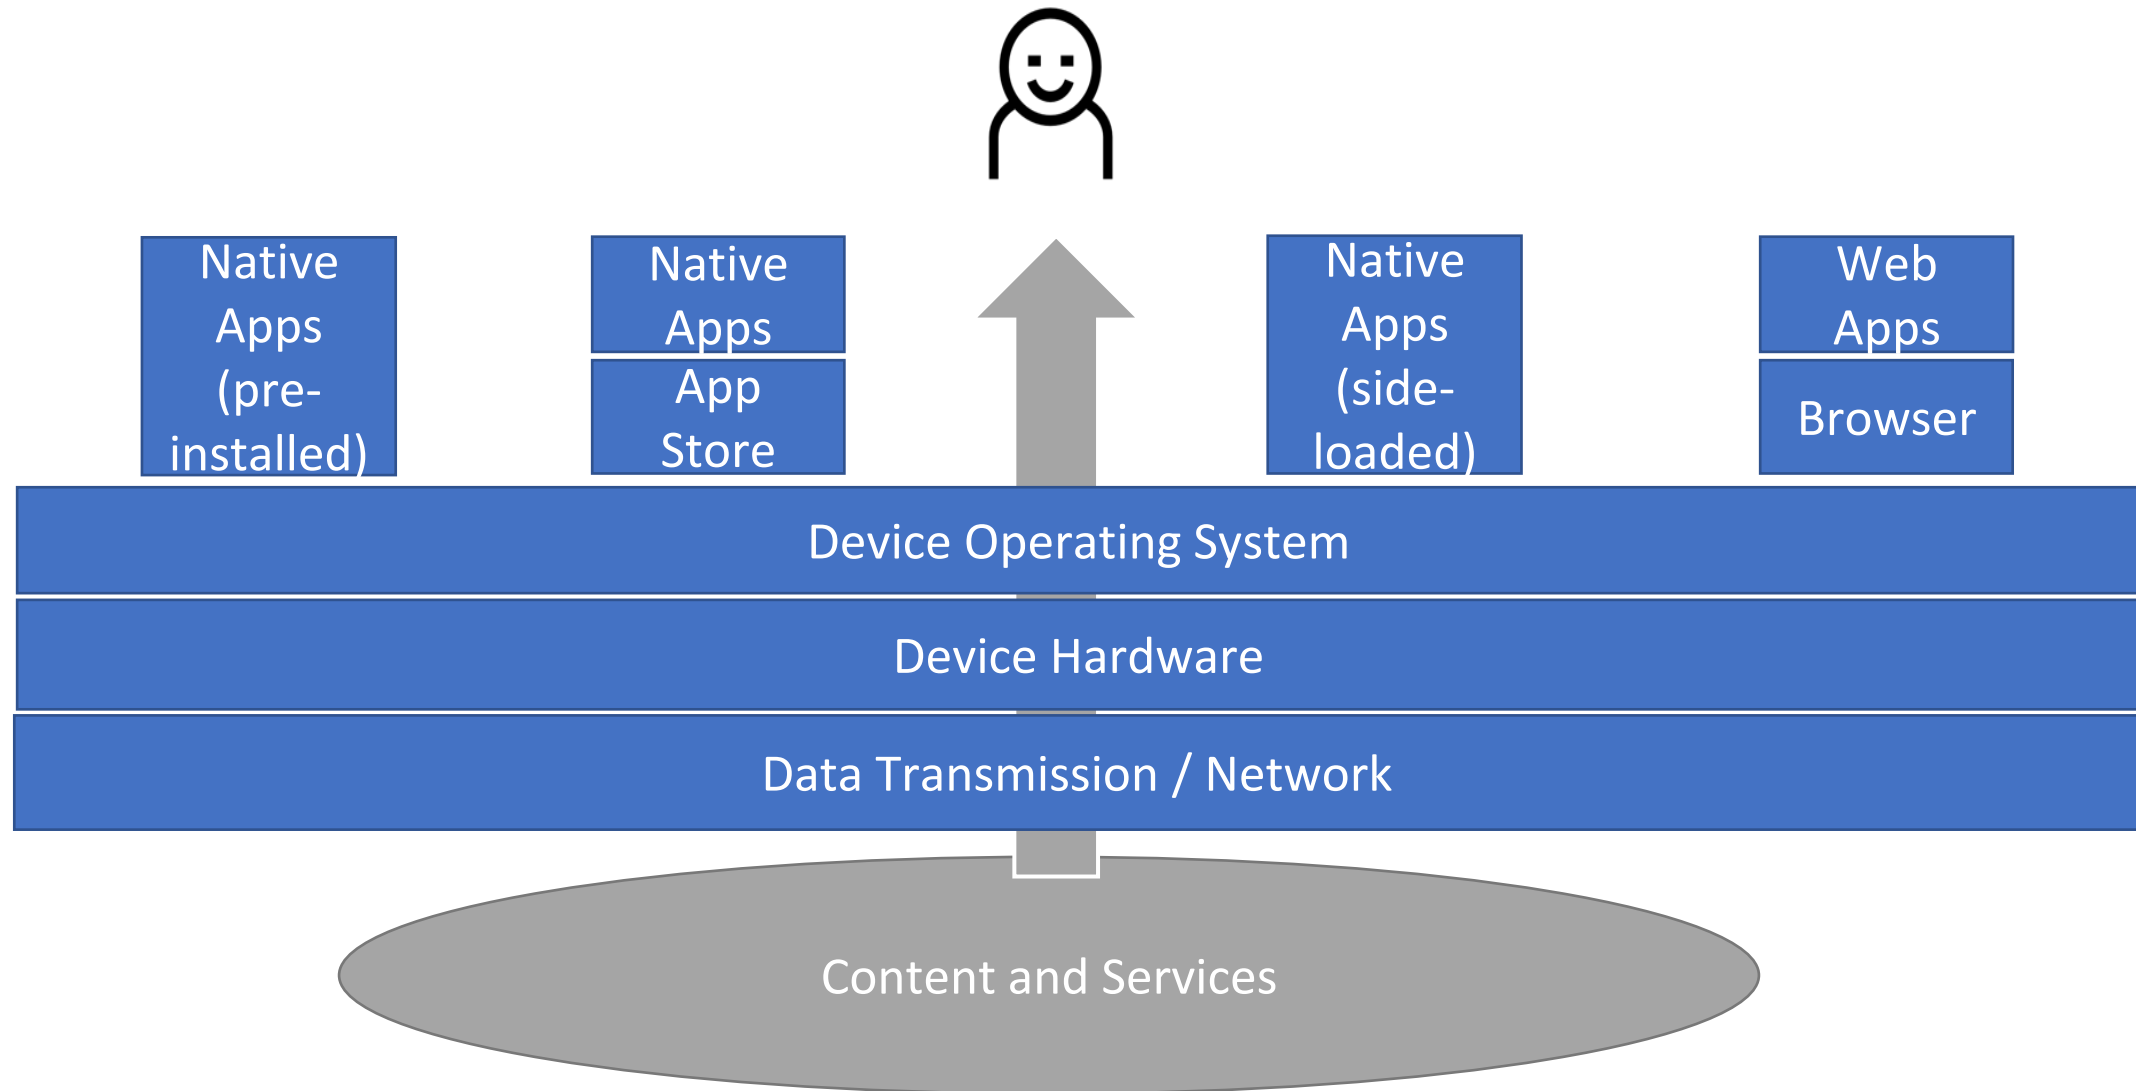 Native
Apps
(pre-
installed)
Native
Apps
App
Store
Native
Apps
(side-
loaded)
Web
Apps
Browser
Device Operating System
Device Hardware
Data Transmission / Network
Content and Services